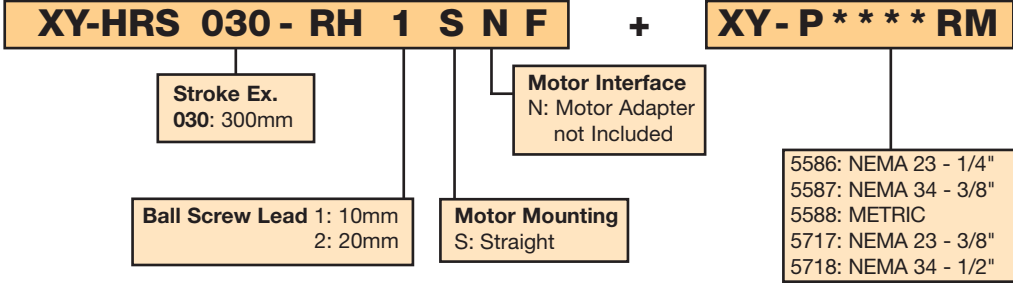 XY-HRS 030 - RH 1 S N F + XY - P * * * * RM
Stroke Ex.
030: 300mm
Motor Interface
N: Motor Adapter
not Included
Ball Screw Lead 1: 10mm
2: 20mm
Motor Mounting
S: Straight
5586: NEMA 23 - 1/4"
5587: NEMA 34 - 3/8"
5588: METRIC
5717: NEMA 23 - 3/8"
5718: NEMA 34 - 1/2"